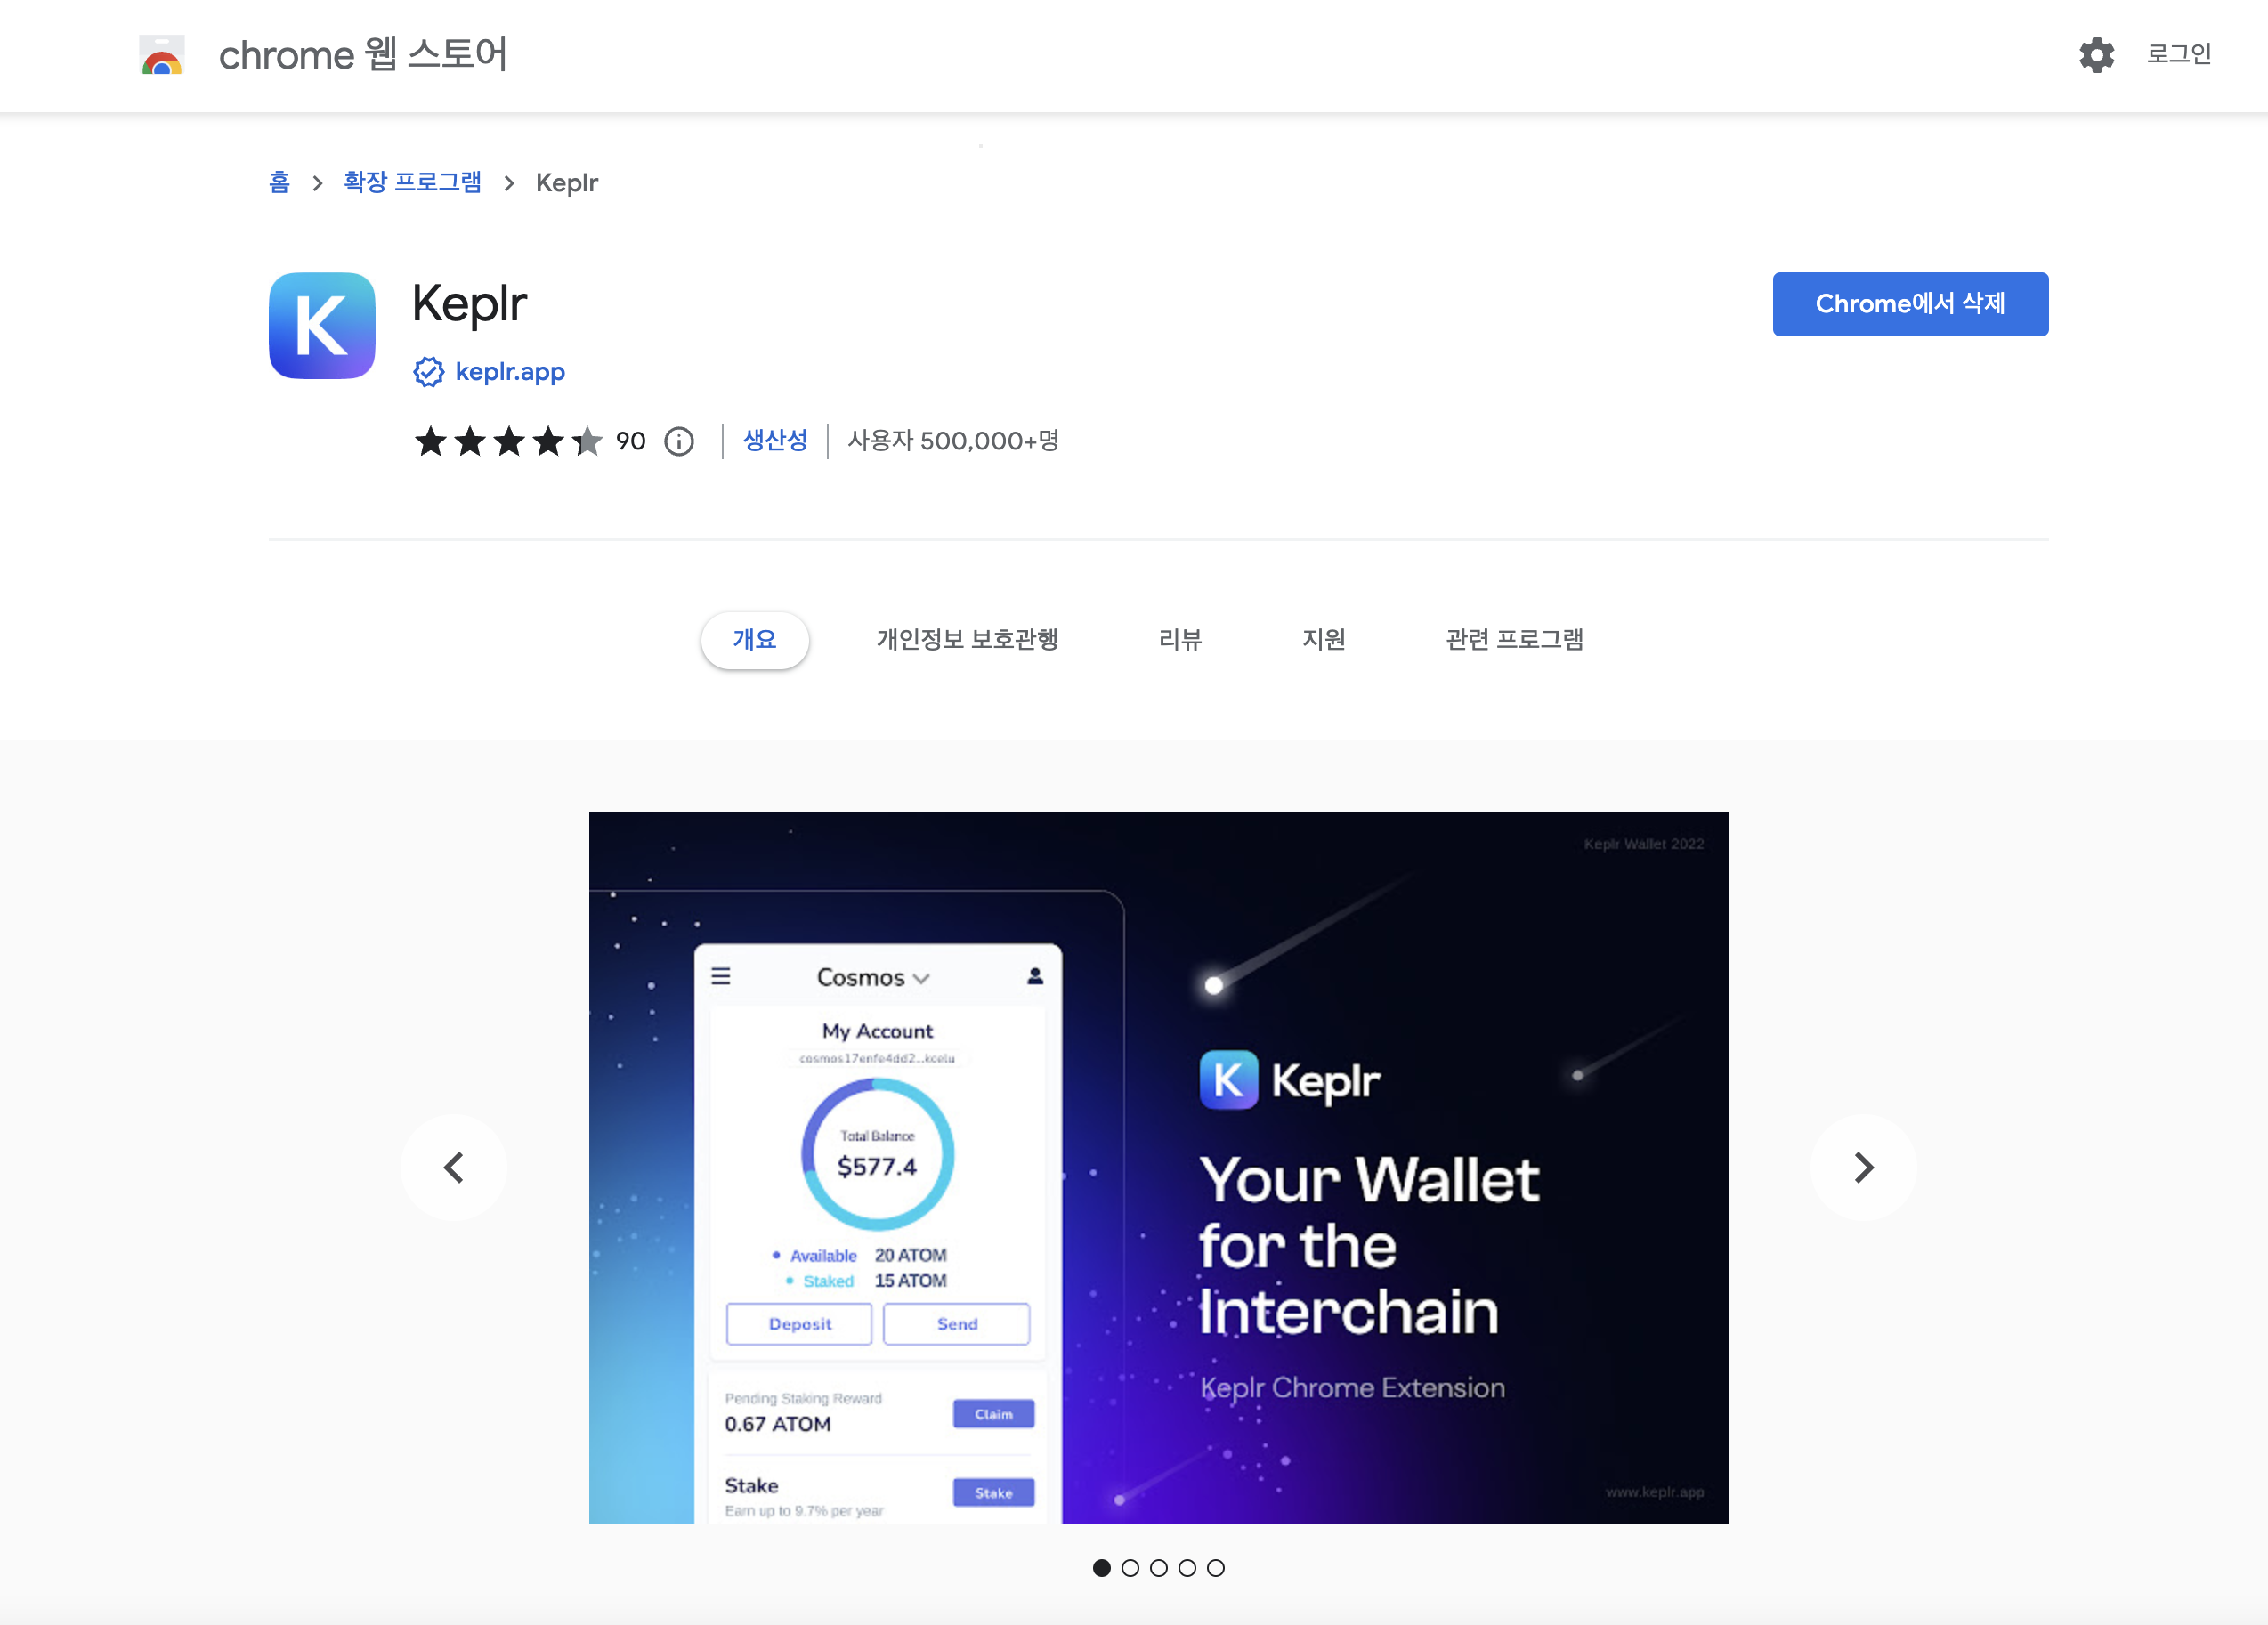 chrome 웹 스토어
로그인
홈 > 확장 프로그램 > Keplr
Keplr
Chrome에서 삭제
keplr.app
90
생산성
사용자 500,000+명
개요
개인정보 보호관행
리뷰
지원
관련 프로그램
Keplr Wallet 2022
Cosmos
My Account
cosmos17enfe4dd2...kcelu
Total Balance
$577.4
Available 20 ATOM
Staked 15 ATOM
Deposit
Send
Pending Staking Reward
0.67 ATOM
Claim
Stake
Earn up to 9.7% per year
Stake
K Keplr
Your Wallet
for the
Interchain
Keplr Chrome Extension
www.keplr.app